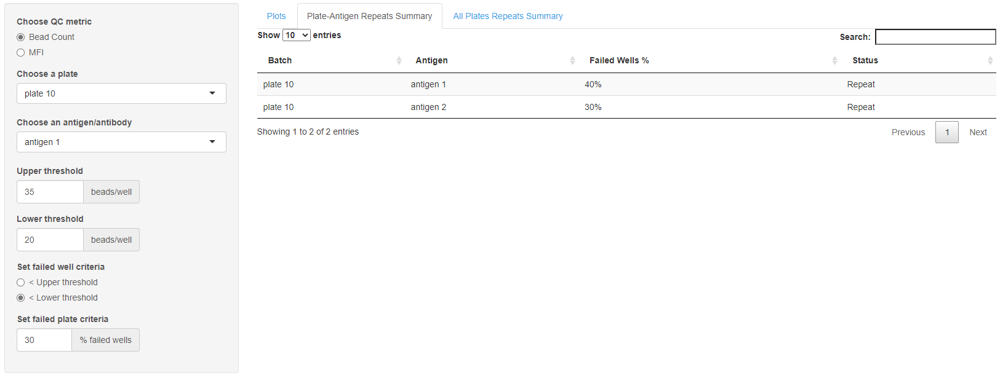 Choose QC metric
Bead Count
MFI
Choose a plate
plate 10
Choose an antigen/antibody
antigen 1
Upper threshold
35 beads/well
Lower threshold
20 beads/well
Set failed well criteria
< Upper threshold
< Lower threshold
Set failed plate criteria
30 % failed wells
Plots Plate-Antigen Repeats Summary All Plates Repeats Summary
Show 10 entries Search:
Batch Antigen Failed Wells % Status
plate 10 antigen 1 40% Repeat
plate 10 antigen 2 30% Repeat
Showing 1 to 2 of 2 entries Previous 1 Next